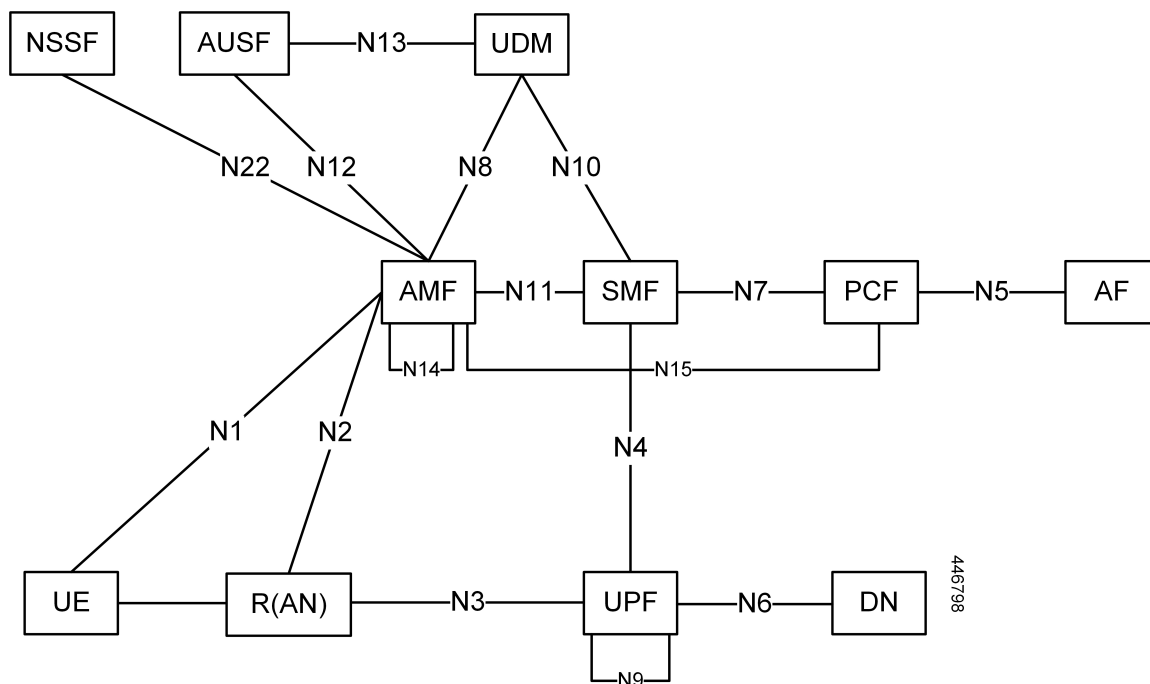 NSSF
AUSF
N13
UDM
N22
N12
N8
N10
AMF
N11
SMF
N7
PCF
N5
AF
N14
N15
N1
N2
N4
UE
R(AN)
N3
UPF
N6
DN
446798
N9